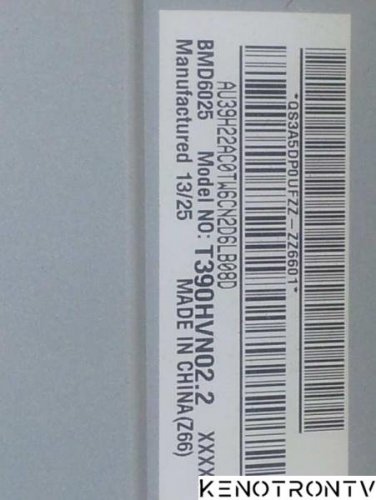 *QS3A5DP0UFZZ-ZZ6601*
AU39H22AC0TW6CN2D6LB08D
BMD6025 Model NO: T390HVN02.2 XXXX
Manufactured 13/25 MADE IN CHINA(Z66)
KENOTRONTV